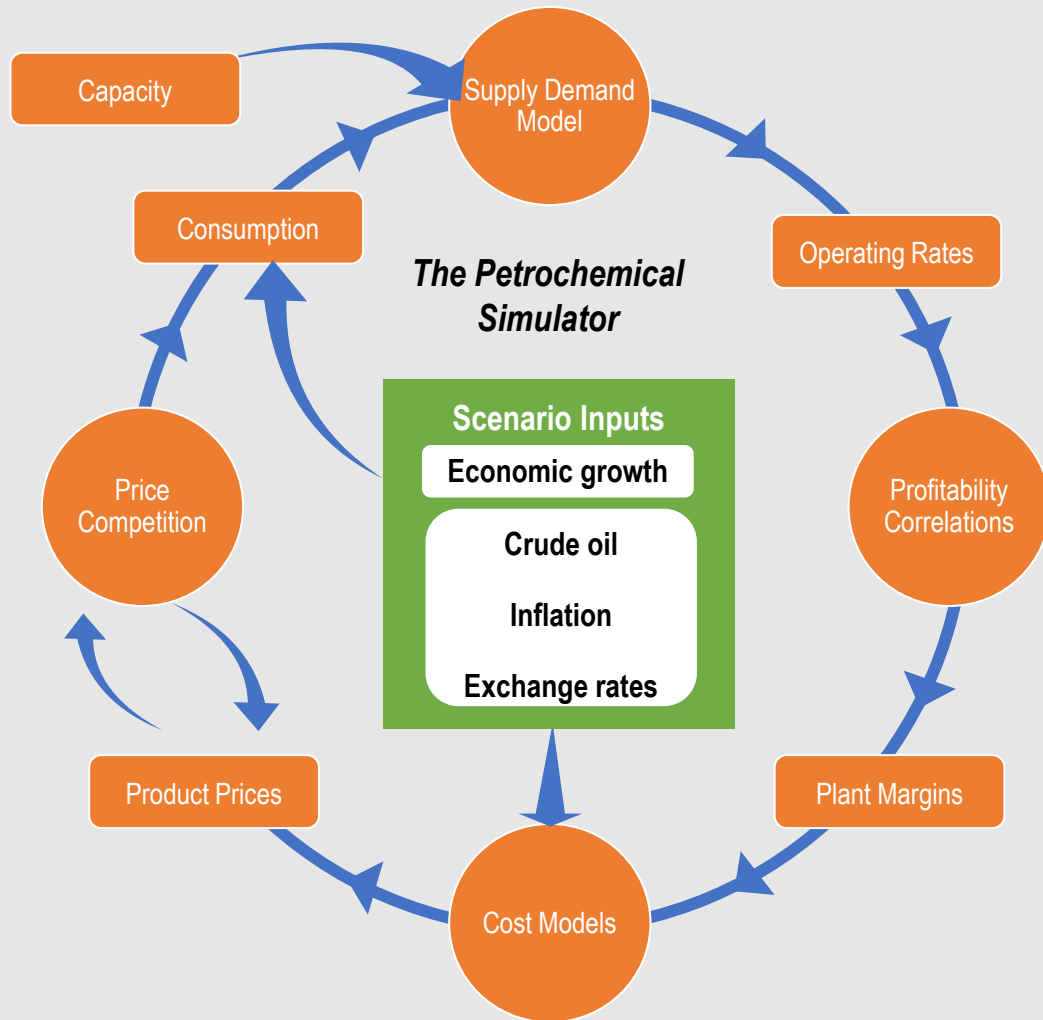 Capacity
Supply Demand
Model
Consumption
Operating Rates
The Petrochemical
Simulator
Scenario Inputs
Economic growth
Crude oil
Inflation
Exchange rates
Price
Competition
Profitability
Correlations
Product Prices
Plant Margins
Cost Models